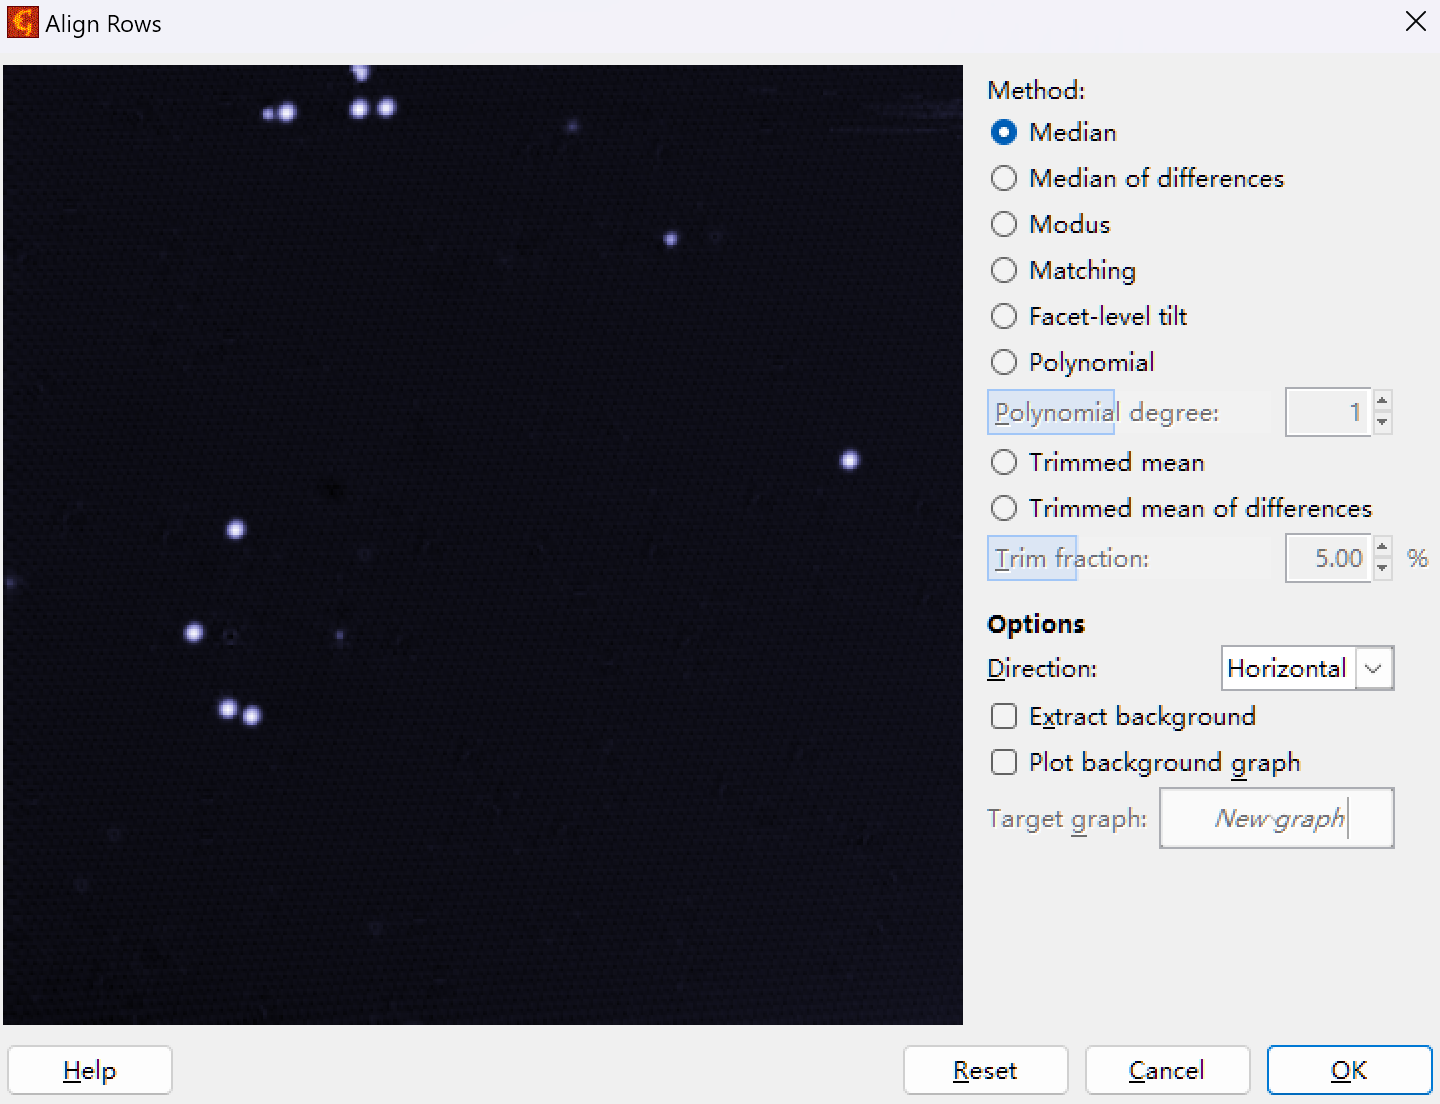 Align Rows
Method:
Median
Median of differences
Modus
Matching
Facet-level tilt
Polynomial
Polynomial degree: 1
Trimmed mean
Trimmed mean of differences
Trim fraction: 5.00 %
Options
Direction: Horizontal
Extract background
Plot background graph
Target graph: New graph
Help Reset Cancel OK